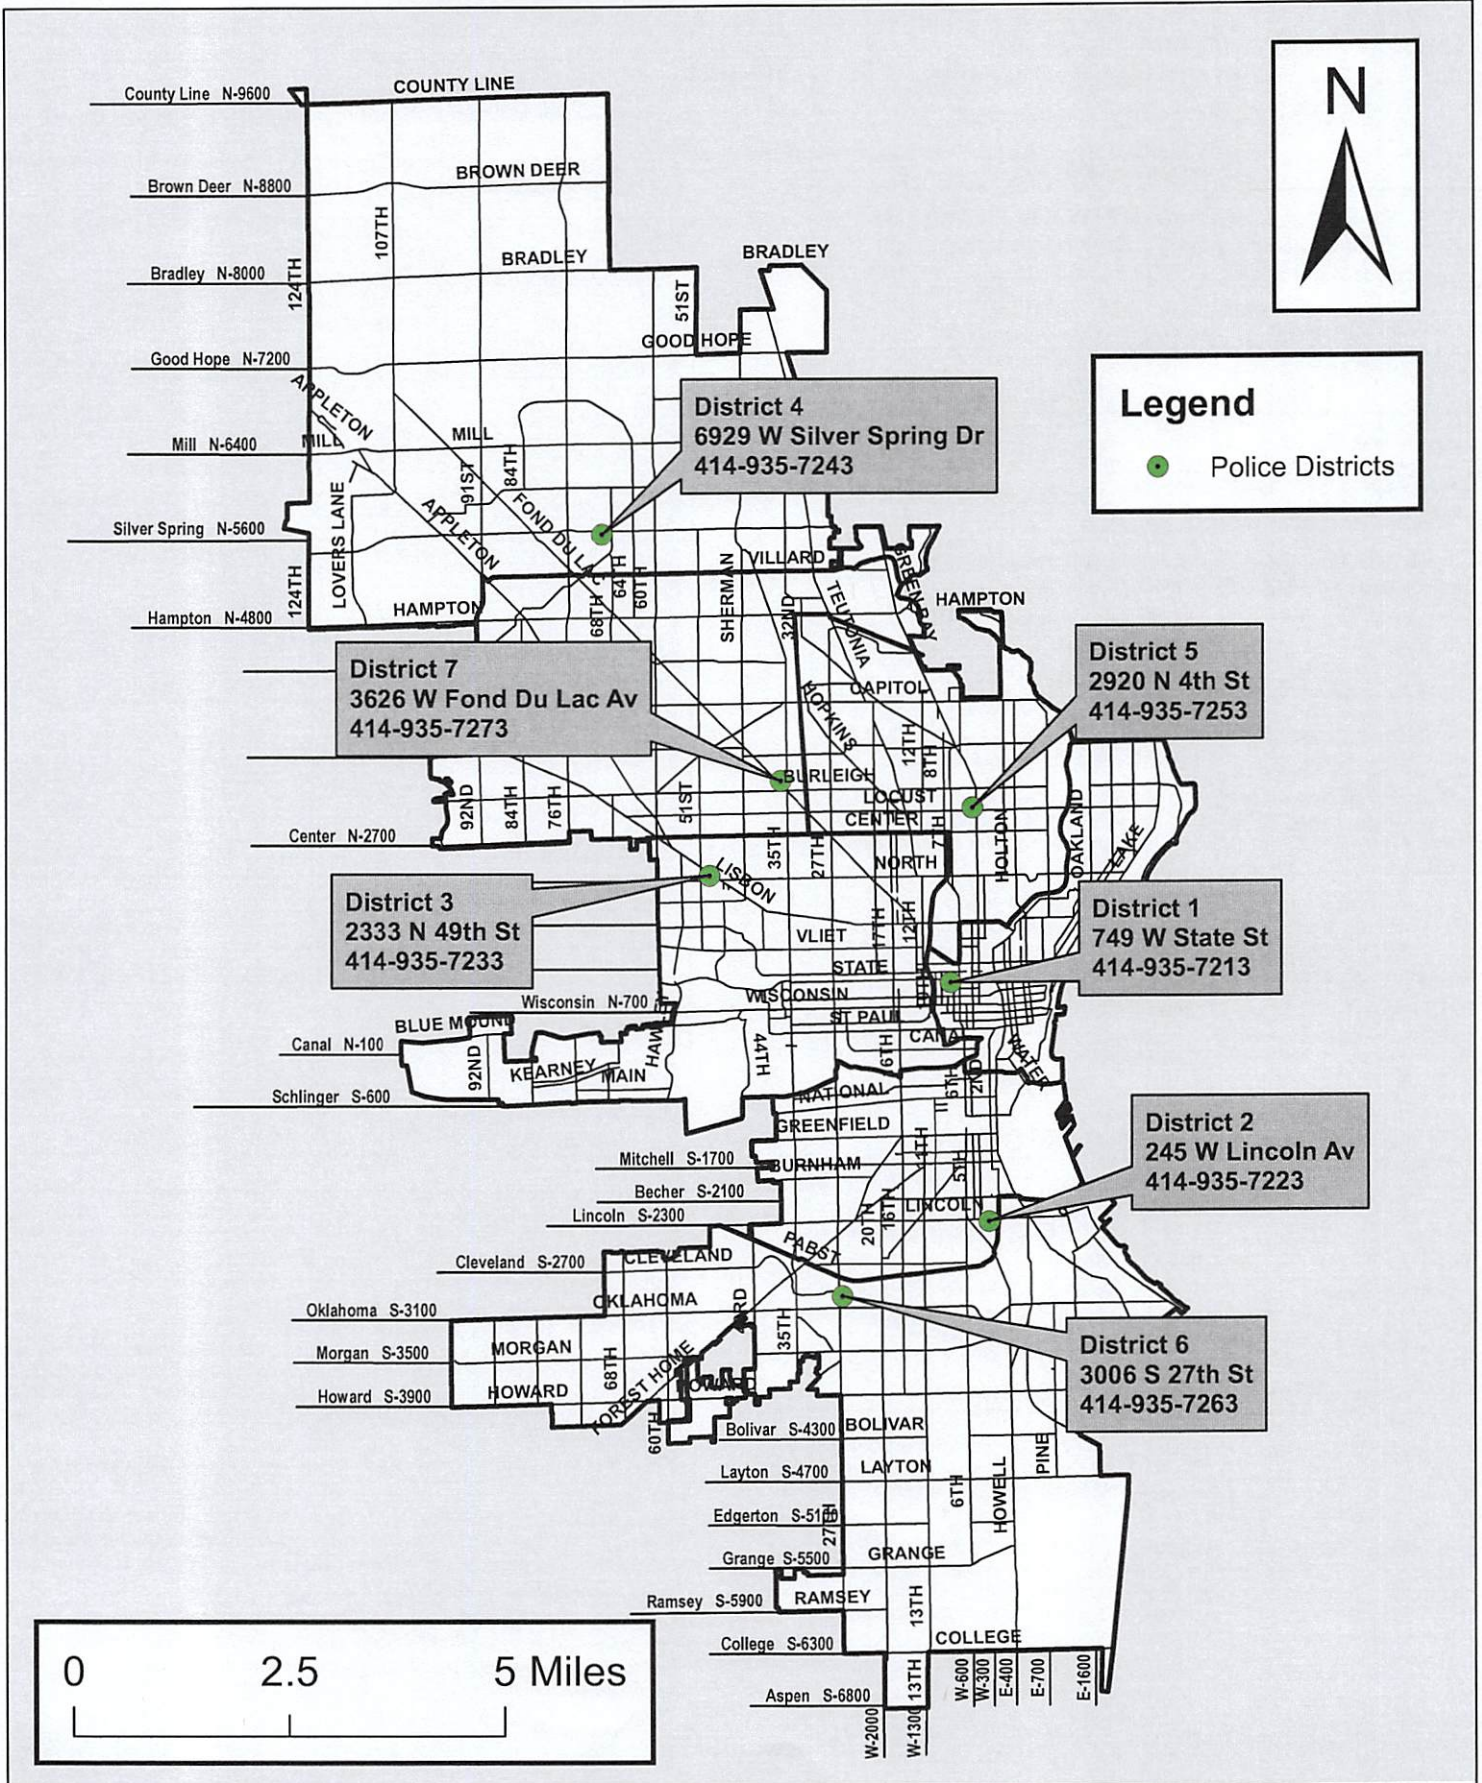 N
County Line N-9600
COUNTY LINE
Brown Deer N-8800
BROWN DEER
107TH
Bradley N-8000
BRADLEY
BRADLEY
124TH
51ST
Good Hope N-7200
GOOD HOPE
APPLETON
Legend
Police Districts
District 4
6929 W Silver Spring Dr
414-935-7243
Mill N-6400
MILL
MILL
91ST
84TH
LOVERS LANE
APPLETON
FOND DU LAC
Silver Spring N-5600
124TH
64TH
60TH
68TH
VILLARD
SHERMAN
32ND
TEUTONIA
GREEN BAY
HAMPTON
Hampton N-4800
HAMPTON
District 7
3626 W Fond Du Lac Av
414-935-7273
District 5
2920 N 4th St
414-935-7253
CAPITOL
HOPKINS
12TH
8TH
BURLEIGH
LOCUST
CENTER
92ND
84TH
76TH
51ST
35TH
27TH
7TH
HOLTON
OAKLAND
LAKE
Center N-2700
NORTH
LISBON
District 3
2333 N 49th St
414-935-7233
17TH
12TH
VLIET
STATE
District 1
749 W State St
414-935-7213
Wisconsin N-700
WISCONSIN
ST PAUL
BLUE MOUND
Canal N-100
92ND
KEARNEY
MAIN
44TH
6TH
WATER
Schlinger S-600
NATIONAL
6TH
2ND
GREENFIELD
District 2
245 W Lincoln Av
414-935-7223
Mitchell S-1700
BURNHAM
5TH
Becher S-2100
Lincoln S-2300
LINCOLN
20TH
16TH
PABST
Cleveland S-2700
CLEVELAND
Oklahoma S-3100
OKLAHOMA
35TH
District 6
3006 S 27th St
414-935-7263
Morgan S-3500
MORGAN
68TH
FOREST HOME
Howard S-3900
HOWARD
HOWARD
60TH
Bolivar S-4300
BOLIVAR
Layton S-4700
LAYTON
PINE
6TH
HOWELL
Edgerton S-5100
27TH
Grange S-5500
GRANGE
Ramsey S-5900
RAMSEY
13TH
College S-6300
COLLEGE
Aspen S-6800
13TH
W-2000
W-1300
W-600
W-300
E-400
E-700
E-1600
0 2.5 5 Miles